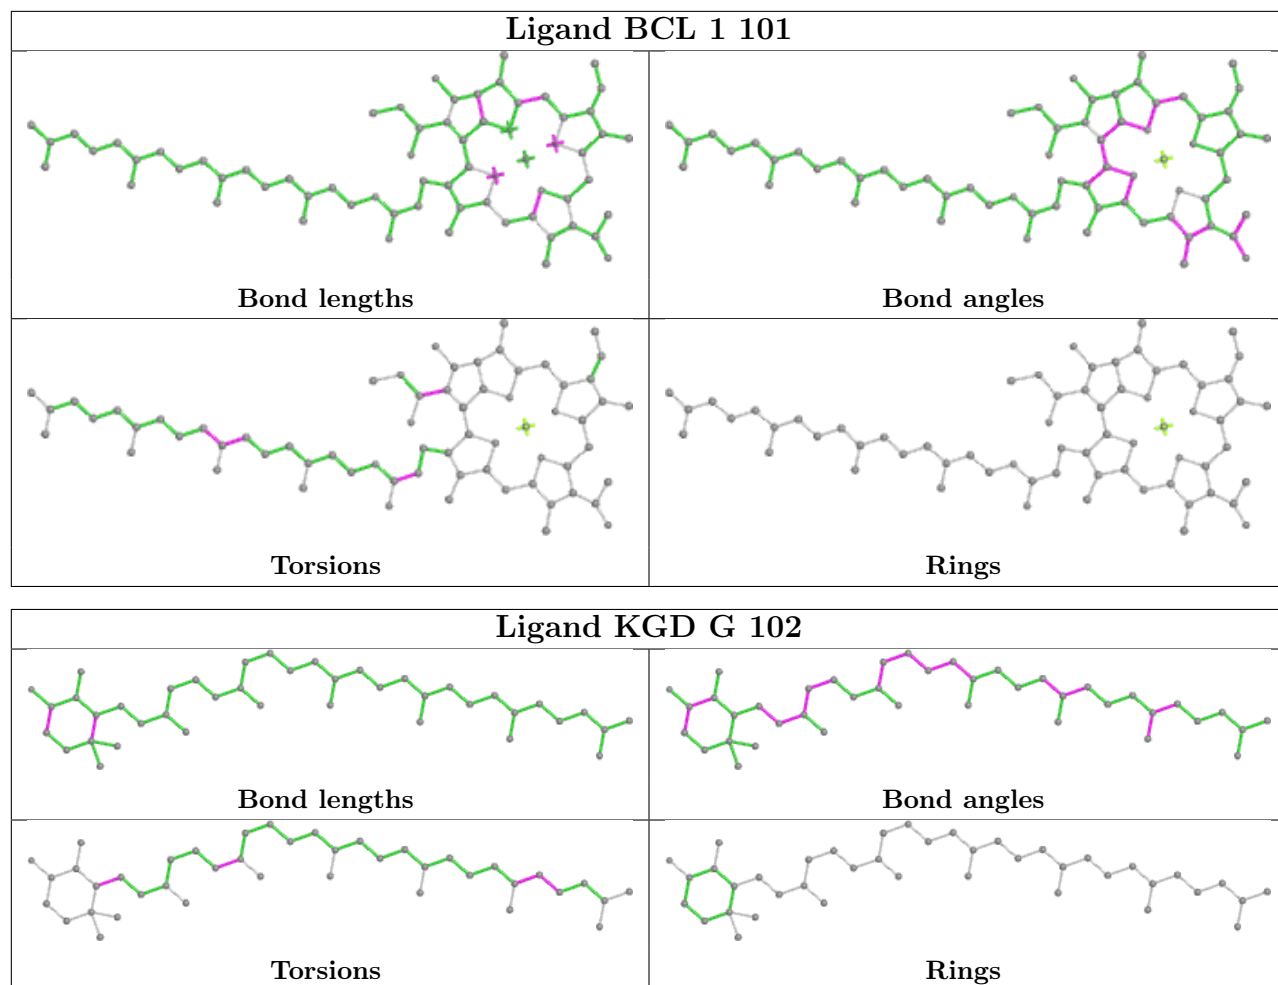 Ligand BCL 1 101
Bond lengths
Bond angles
Torsions
Rings
Ligand KGD G 102
Bond lengths
Bond angles
Torsions
Rings